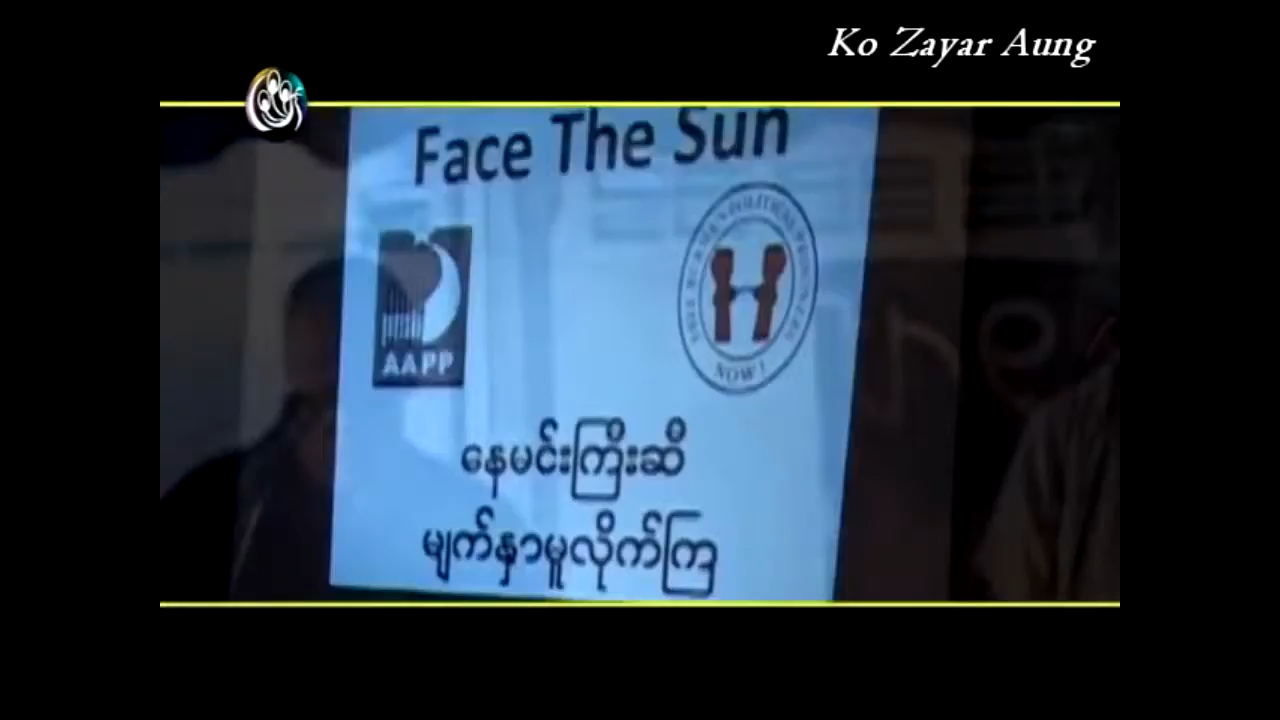 Ko Zayar Aung
Face The Sun
AAPP
NOW!
နေမင်းကြီးဆီ
မျက်နှာမူလိုက်ကြ